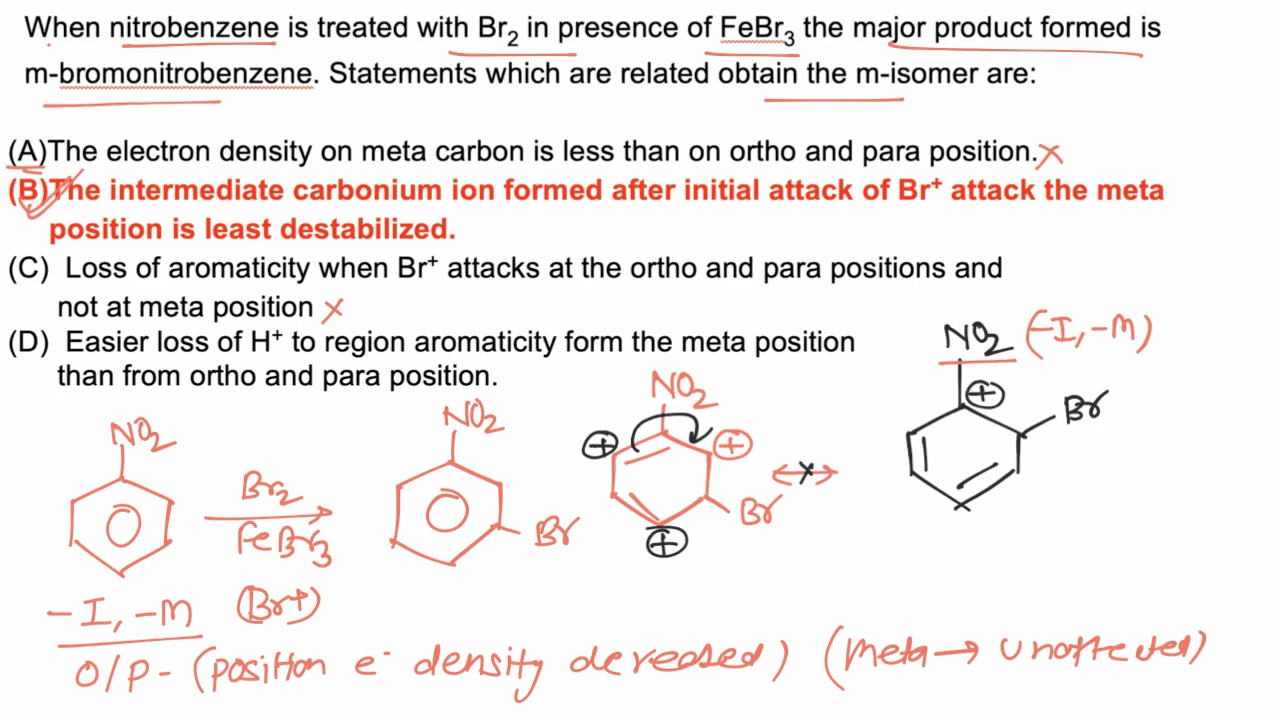 When nitrobenzene is treated with Br₂ in presence of FeBr₃ the major product formed is
m-bromonitrobenzene. Statements which are related obtain the m-isomer are:
(A)The electron density on meta carbon is less than on ortho and para position.
(B)The intermediate carbonium ion formed after initial attack of Br⁺ attack the meta
position is least destabilized.
(C) Loss of aromaticity when Br⁺ attacks at the ortho and para positions and
not at meta position
(D) Easier loss of H⁺ to region aromaticity form the meta position
than from ortho and para position.
NO₂ (-I, -M)
NO₂
NO₂
NO₂
Br
Br₂
Br
Br
FeBr₃
-I, -M (Br+)
O/P - (position e⁻ density decreased) (meta → unaffected)